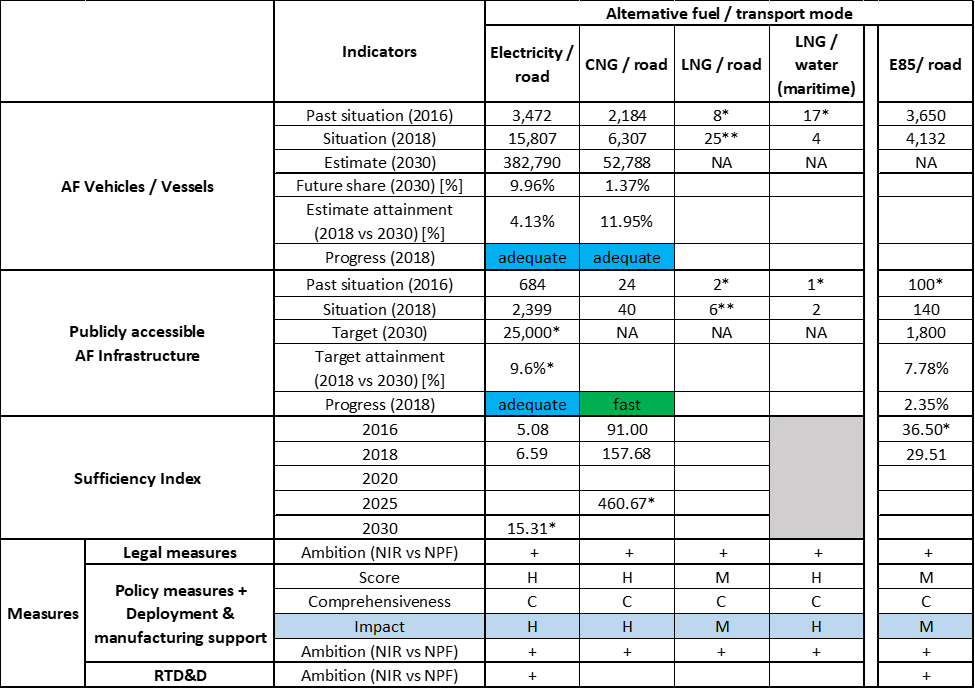 Alternative fuel / transport mode
Indicators
Electricity / road
CNG / road
LNG / road
LNG / water (maritime)
E85/ road
AF Vehicles / Vessels
Past situation (2016) 3,472 2,184 8* 17* 3,650
Situation (2018) 15,807 6,307 25** 4 4,132
Estimate (2030) 382,790 52,788 NA NA NA
Future share (2030) [%] 9.96% 1.37%
Estimate attainment (2018 vs 2030) [%] 4.13% 11.95%
Progress (2018) adequate adequate
Publicly accessible AF Infrastructure
Past situation (2016) 684 24 2* 1* 100*
Situation (2018) 2,399 40 6** 2 140
Target (2030) 25,000* NA NA NA 1,800
Target attainment (2018 vs 2030) [%] 9.6%* 7.78%
Progress (2018) adequate fast 2.35%
Sufficiency Index
2016 5.08 91.00 36.50*
2018 6.59 157.68 29.51
2020
2025 460.67*
2030 15.31*
Measures
Legal measures Ambition (NIR vs NPF) + + + + +
Policy measures + Deployment & manufacturing support
Score H H M H M
Comprehensiveness C C C C C
Impact H H M H M
Ambition (NIR vs NPF) + + + + +
RTD&D Ambition (NIR vs NPF) + +